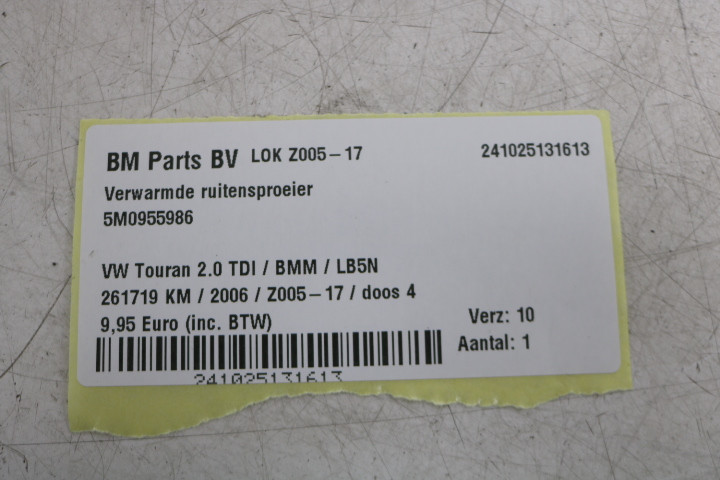 BM Parts BV LOK Z005-17 241025131613
Verwarmde ruitensproeier
5M0955986
VW Touran 2.0 TDI / BMM / LB5N
261719 KM / 2006 / Z005-17 / doos 4
9,95 Euro (inc. BTW) Verz: 10
Aantal: 1
241025131613